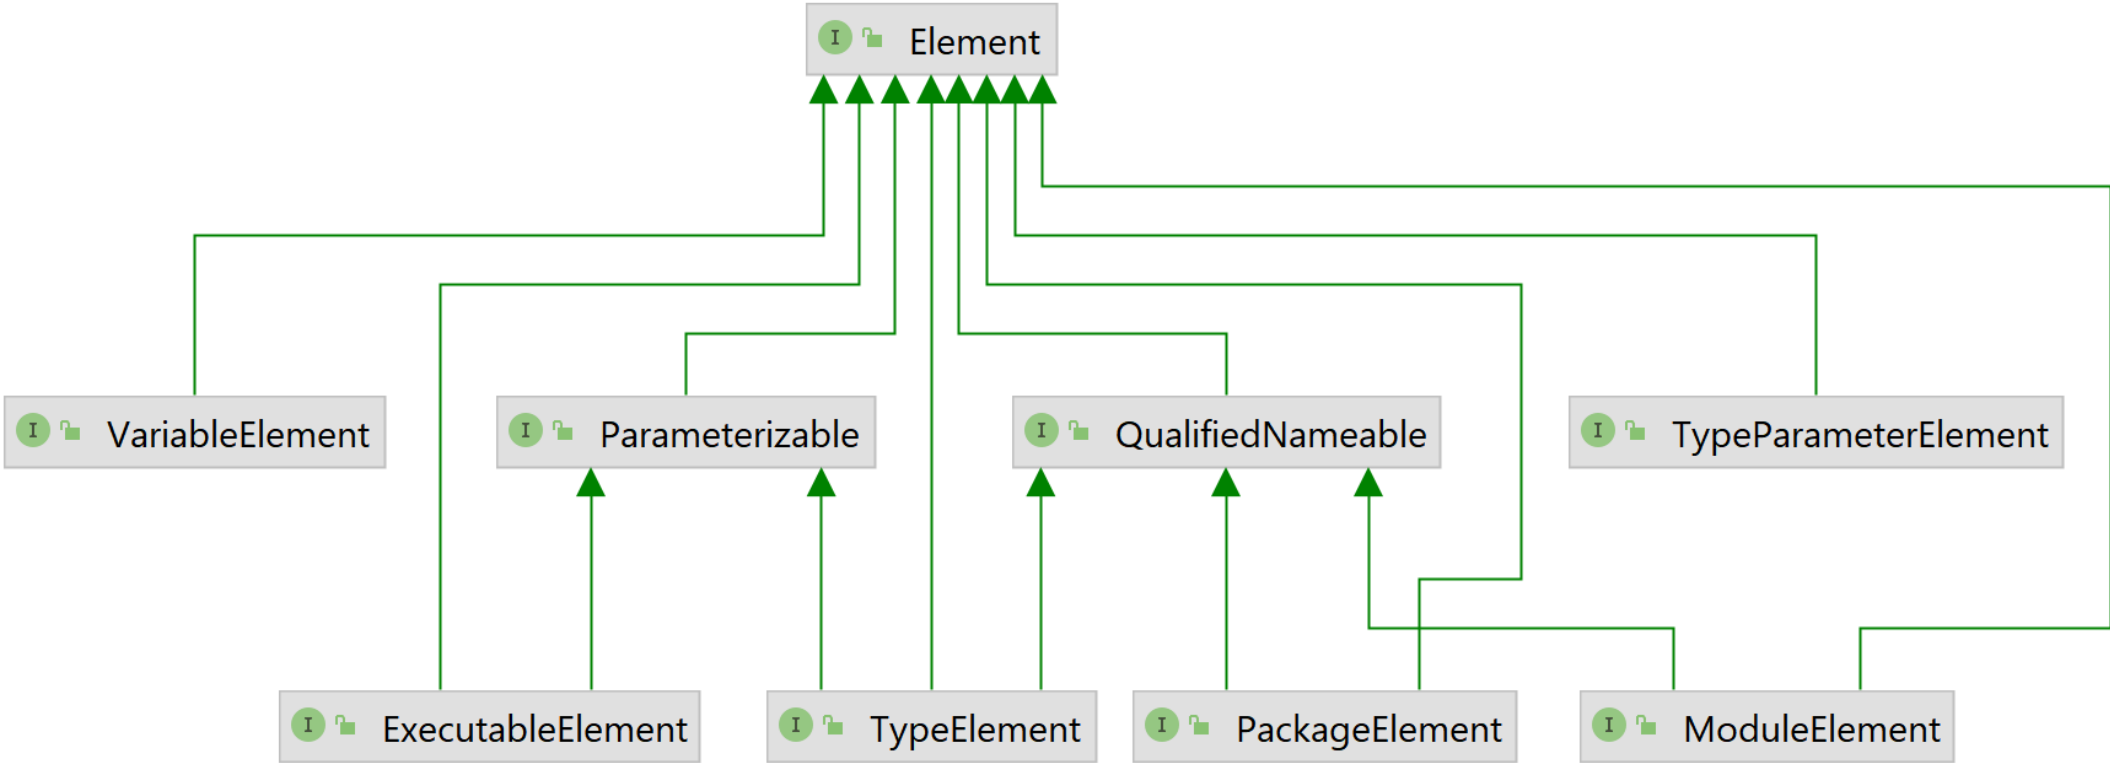 I Element
I VariableElement
I Parameterizable
I QualifiedNameable
I TypeParameterElement
I ExecutableElement
I TypeElement
I PackageElement
I ModuleElement